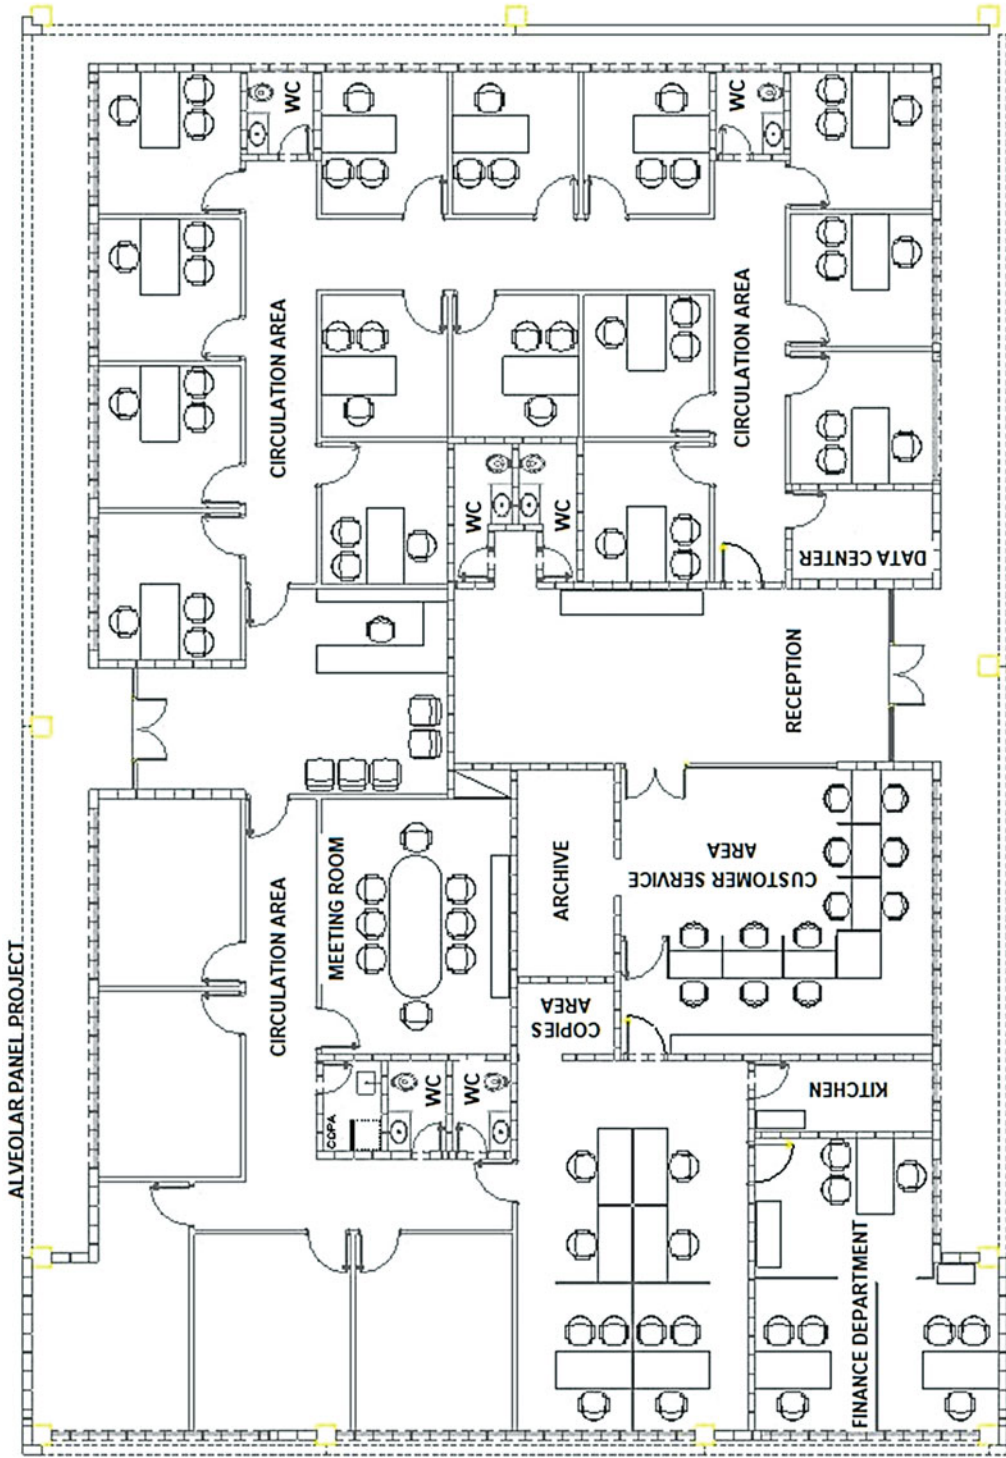 ALVEOLAR PANEL PROJECT
WC
WC
CIRCULATION AREA
CIRCULATION AREA
WC
WC
DATA CENTER
RECEPTION
CIRCULATION AREA
MEETING ROOM
ARCHIVE
CUSTOMER SERVICE
AREA
COPIES
AREA
COPA
WC
WC
KITCHEN
FINANCE DEPARTMENT